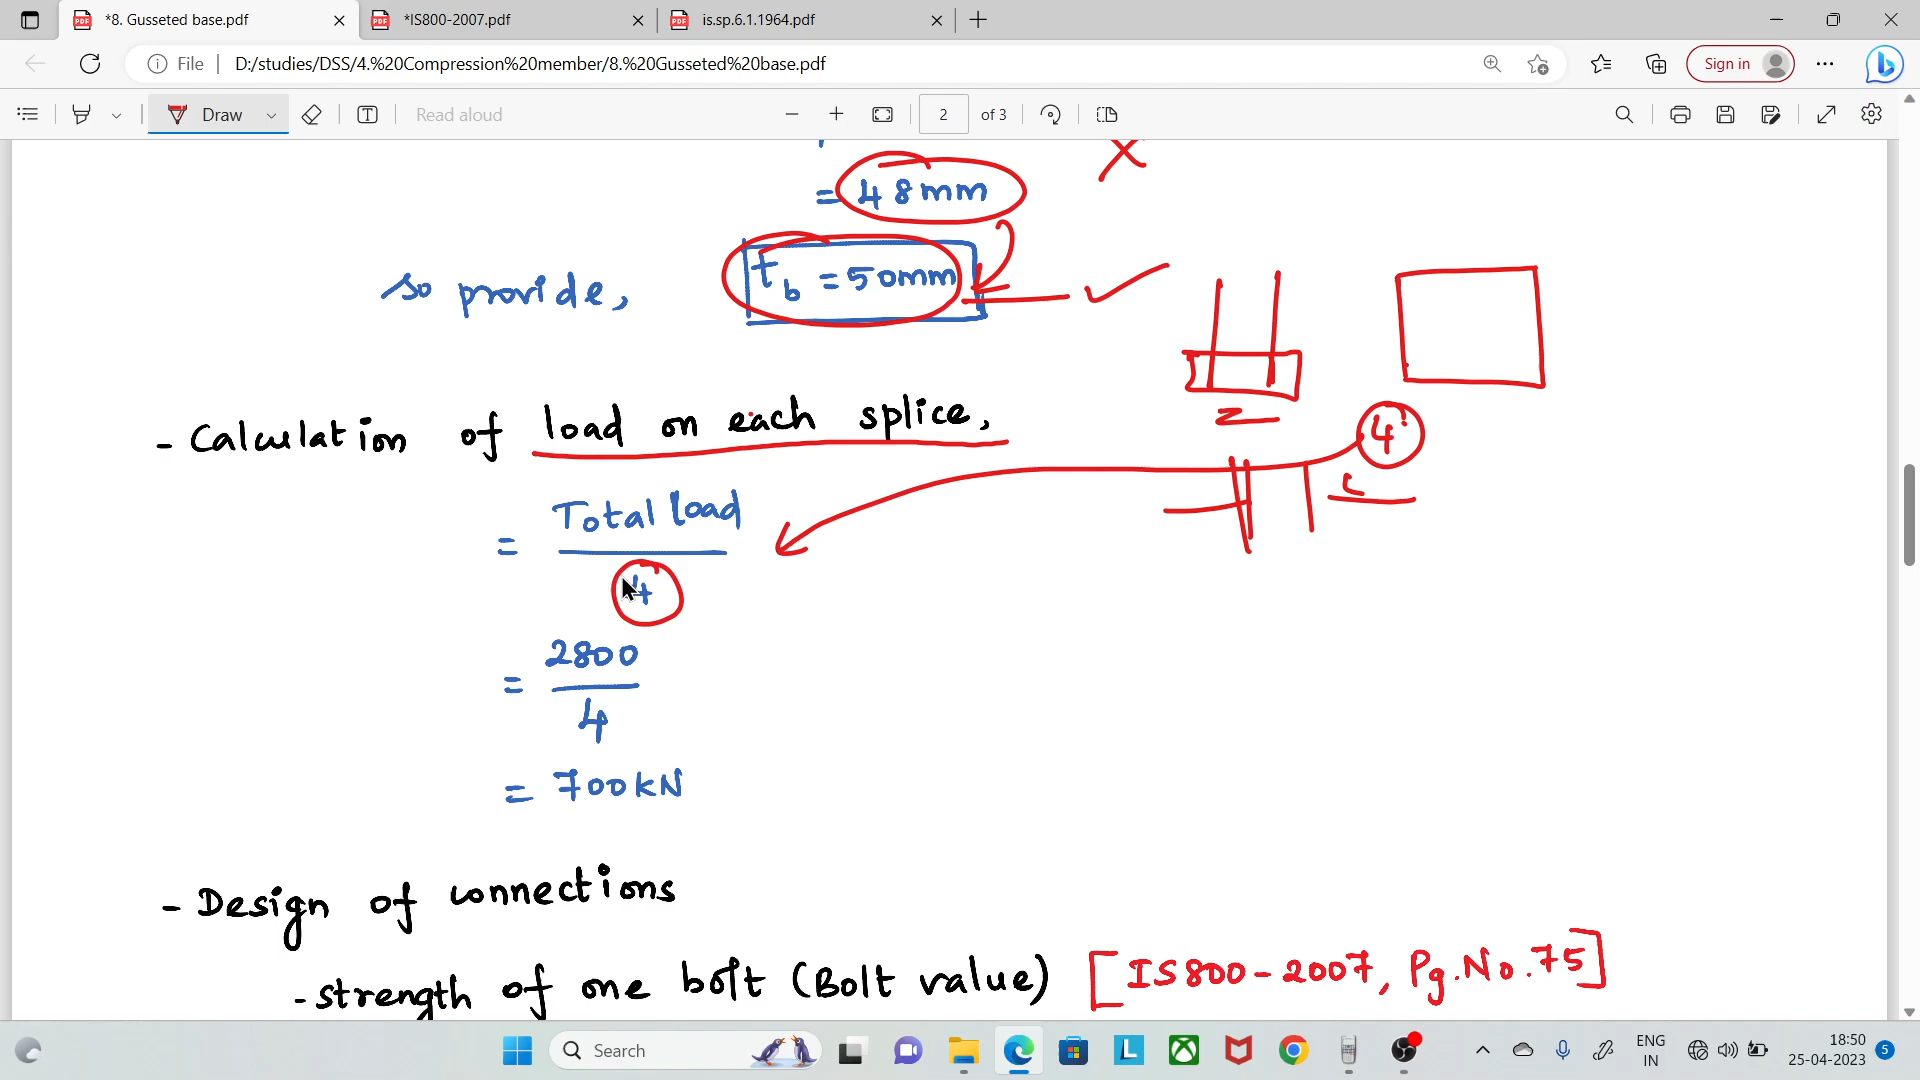 *8. Gusseted base.pdf
*IS800-2007.pdf
is.sp.6.1.1964.pdf
File
D:/studies/DSS/4.%20Compression%20member/8.%20Gusseted%20base.pdf
Sign in
Draw
Read aloud
2
of 3
= 48mm
so provide, tb = 50mm
- Calculation of load on each splice,
4
= Total load
4
= 2800
4
= 700kN
- Design of connections
- strength of one bolt (Bolt value) [IS800-2007, Pg.No.75]
Search
ENG
IN
18:50
25-04-2023
5